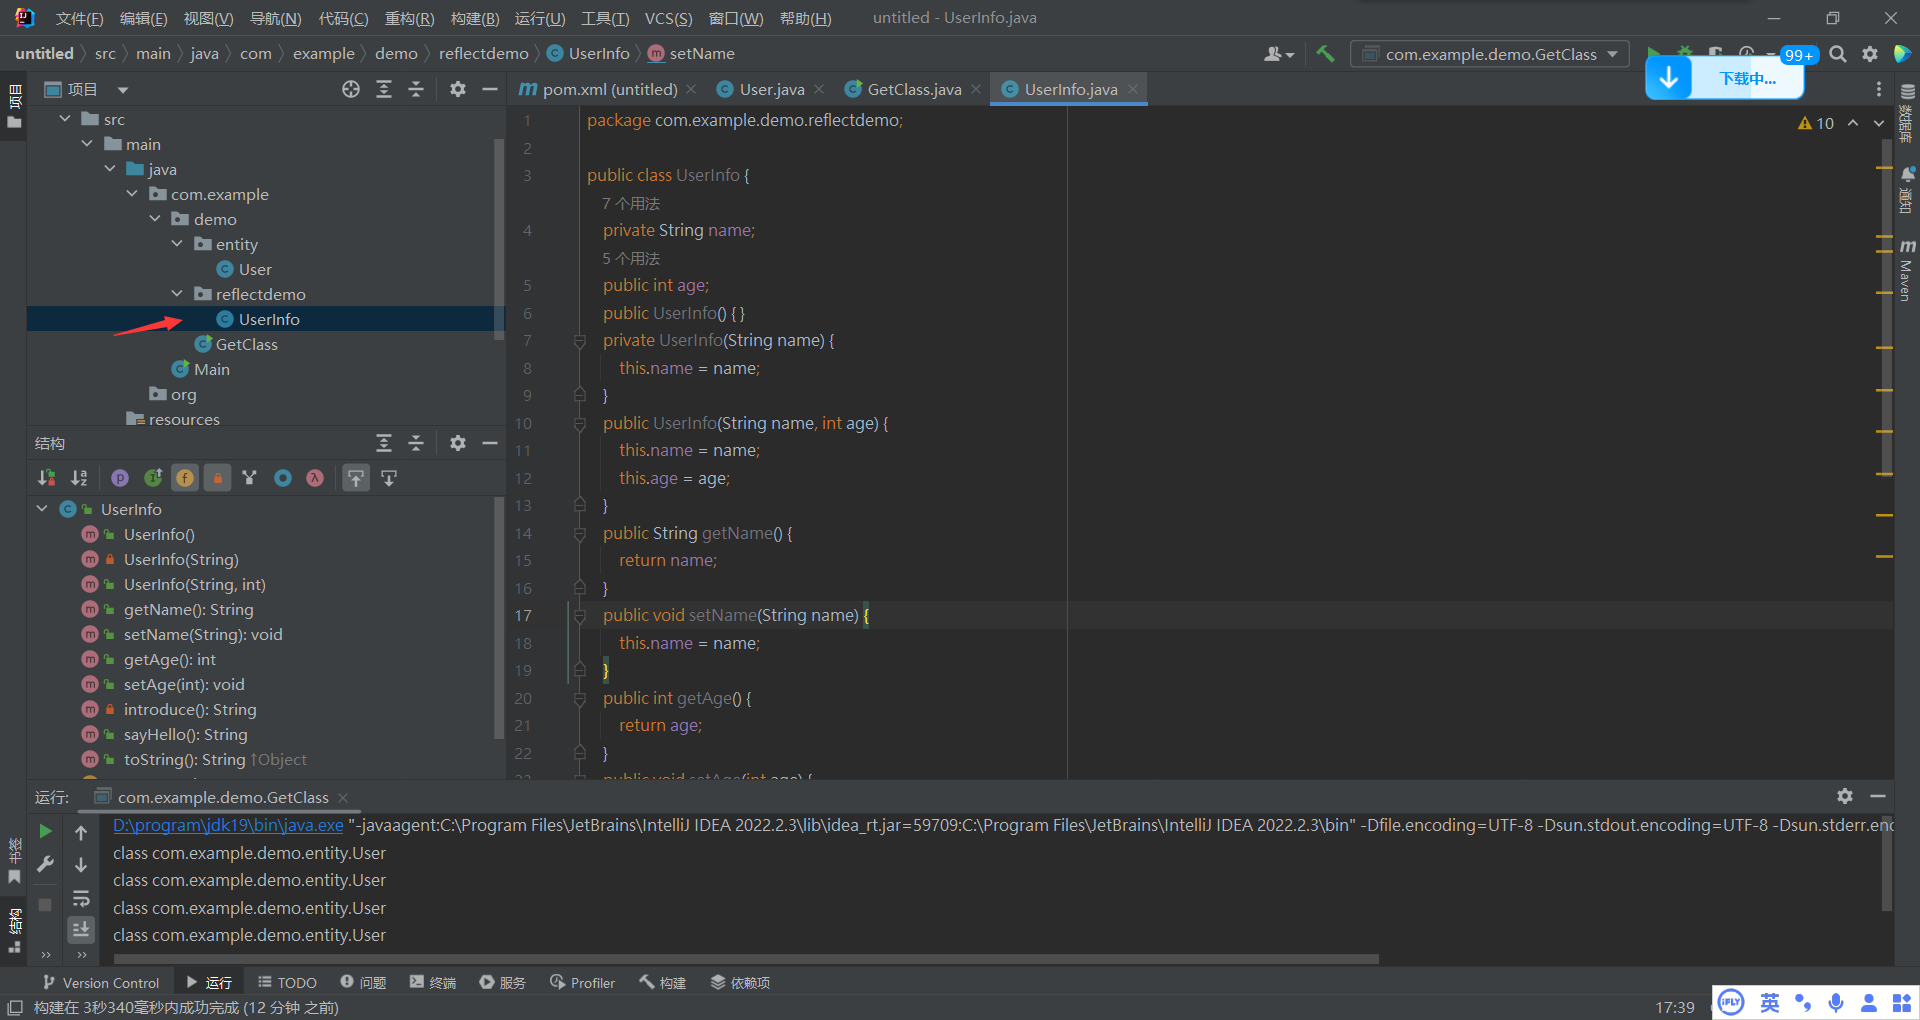 文件(F) 编辑(E) 视图(V) 导航(N) 代码(C) 重构(R) 构建(B) 运行(U) 工具(T) VCS(S) 窗口(W) 帮助(H) untitled - UserInfo.java
untitled src main java com example demo reflectdemo UserInfo setName
com.example.demo.GetClass
99+
下载中...
项目
pom.xml (untitled) User.java GetClass.java UserInfo.java
src
main
java
com.example
demo
entity
User
reflectdemo
UserInfo
GetClass
Main
org
resources
结构
UserInfo
UserInfo()
UserInfo(String)
UserInfo(String, int)
getName(): String
setName(String): void
getAge(): int
setAge(int): void
introduce(): String
sayHello(): String
toString(): String ↑Object
10
1 package com.example.demo.reflectdemo;
2
3 public class UserInfo {
7 个用法
4 private String name;
5 个用法
5 public int age;
6 public UserInfo() { }
7 private UserInfo(String name) {
8 this.name = name;
9 }
10 public UserInfo(String name, int age) {
11 this.name = name;
12 this.age = age;
13 }
14 public String getName() {
15 return name;
16 }
17 public void setName(String name) {
18 this.name = name;
19 }
20 public int getAge() {
21 return age;
22 }
23 public void setAge(int age) {
项目
书签
结构
数据库
通知
Maven
运行: com.example.demo.GetClass
D:\program\jdk19\bin\java.exe "-javaagent:C:\Program Files\JetBrains\IntelliJ IDEA 2022.2.3\lib\idea_rt.jar=59709:C:\Program Files\JetBrains\IntelliJ IDEA 2022.2.3\bin" -Dfile.encoding=UTF-8 -Dsun.stdout.encoding=UTF-8 -Dsun.stderr.enc
class com.example.demo.entity.User
class com.example.demo.entity.User
class com.example.demo.entity.User
class com.example.demo.entity.User
Version Control 运行 TODO 问题 终端 服务 Profiler 构建 依赖项
构建在 3秒340毫秒内成功完成 (12 分钟 之前)
17:39
iFLY 英